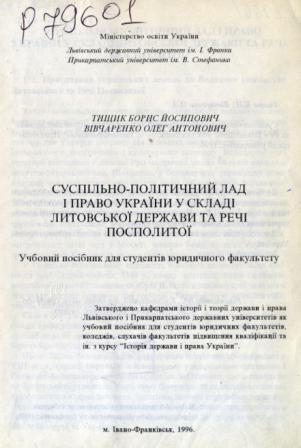 Р79601
Міністерство освіти України
Львівський державний університет ім. І. Франка
Прикарпатський університет ім. В. Стефаника
ТИЩИК БОРИС ЙОСИПОВИЧ
ВІВЧАРЕНКО ОЛЕГ АНТОНОВИЧ
СУСПІЛЬНО-ПОЛІТИЧНИЙ ЛАД
І ПРАВО УКРАЇНИ У СКЛАДІ
ЛИТОВСЬКОЇ ДЕРЖАВИ ТА РЕЧІ
ПОСПОЛИТОЇ
Учбовий посібник для студентів юридичного факультету
Затверджено кафедрами історії і теорії держави і права
Львівського і Прикарпатського державних університетів як
учбовий посібник для студентів юридичних факультетів,
коледжів, слухачів факультетів підвищення кваліфікації та
ін. з курсу "Історія держави і права України".
м. Івано-Франківськ, 1996.